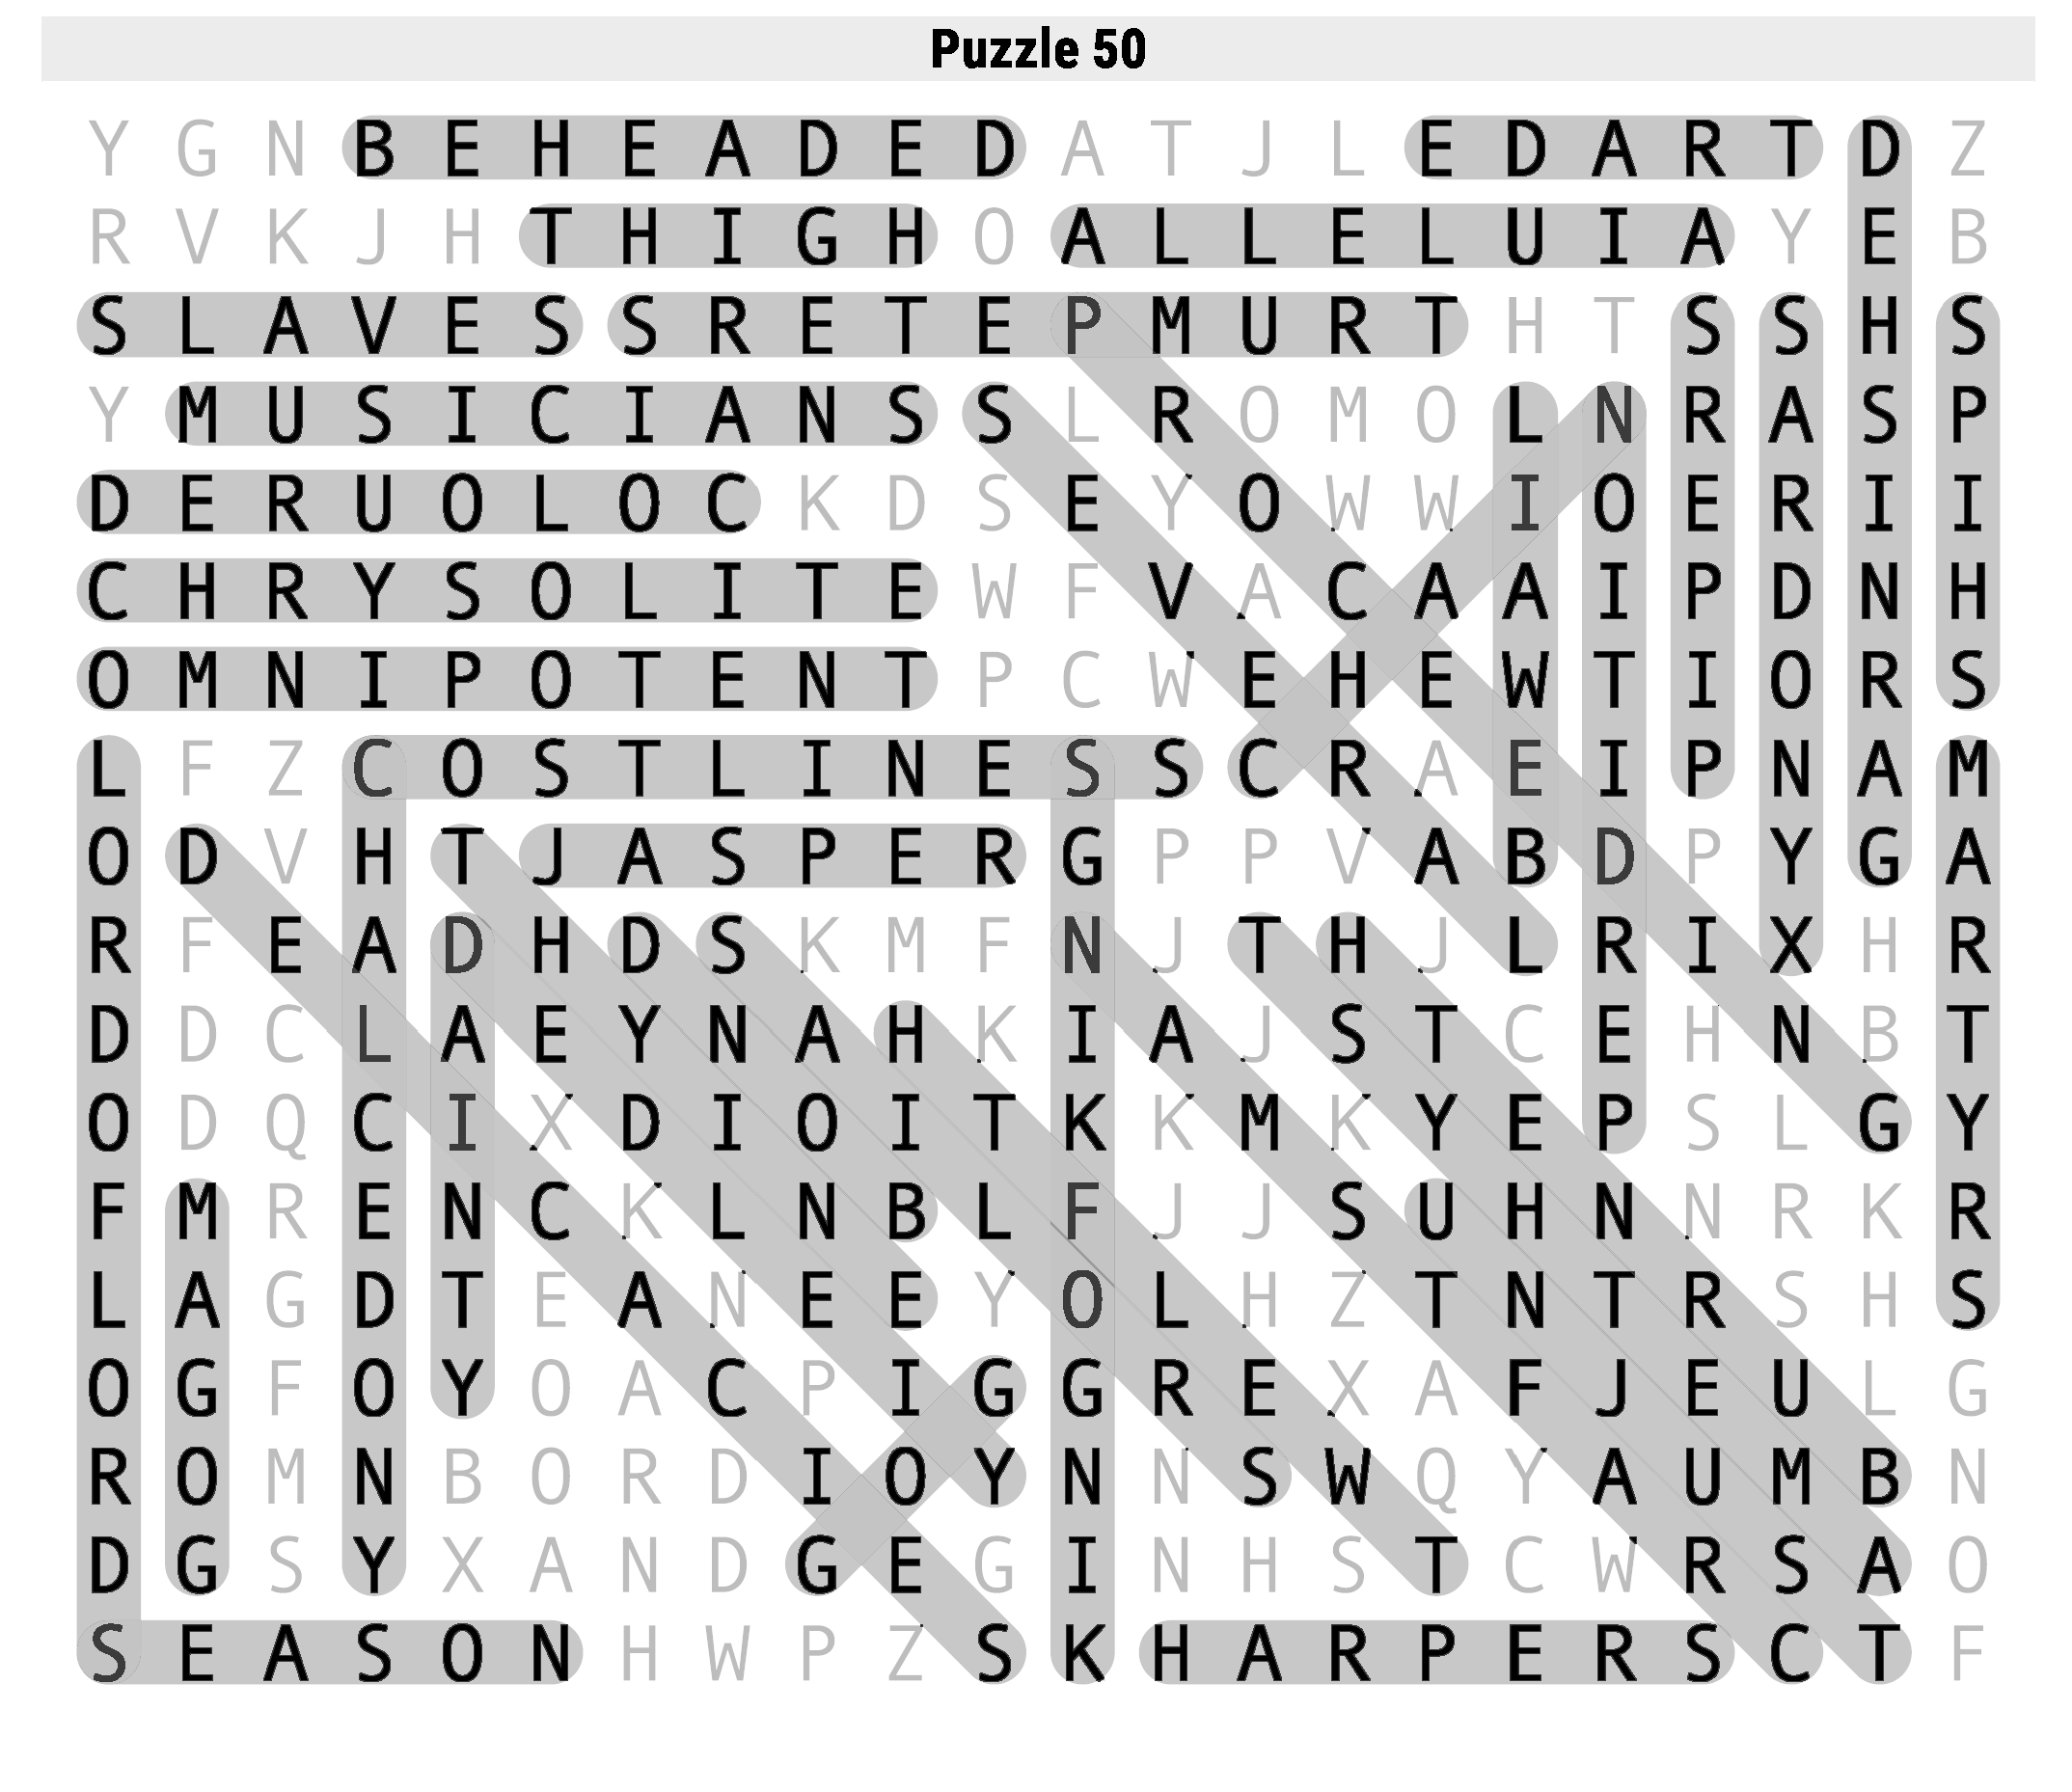 Puzzle 50
Y G N B E H E A D E D A T J L E D A R T D Z
R V K J H T H I G H O A L L E L U I A Y E B
S L A V E S S R E T E P M U R T H T S S H S
Y M U S I C I A N S S L R O M O L N R A S P
D E R U O L O C K D S E Y O W W I O E R I I
C H R Y S O L I T E W F V A C A A I P D N H
O M N I P O T E N T P C W E H E W T I O R S
L F Z C O S T L I N E S S C R A E I P N A M
O D V H T J A S P E R G P P V A B D P Y G A
R F E A D H D S K M F N J T H J L R I X H R
D D C L A E Y N A H K I A J S T C E H N B T
O D Q C I X D I O I T K K M K Y E P S L G Y
F M R E N C K L N B L F J J S U H N N R K R
L A G D T E A N E E Y O L H Z T N T R S H S
O G F O Y O A C P I G G R E X A F J E U L G
R O M N B O R D I O Y N N S W Q Y A U M B N
D G S Y X A N D G E G I N H S T C W R S A O
S E A S O N H W P Z S K H A R P E R S C T F